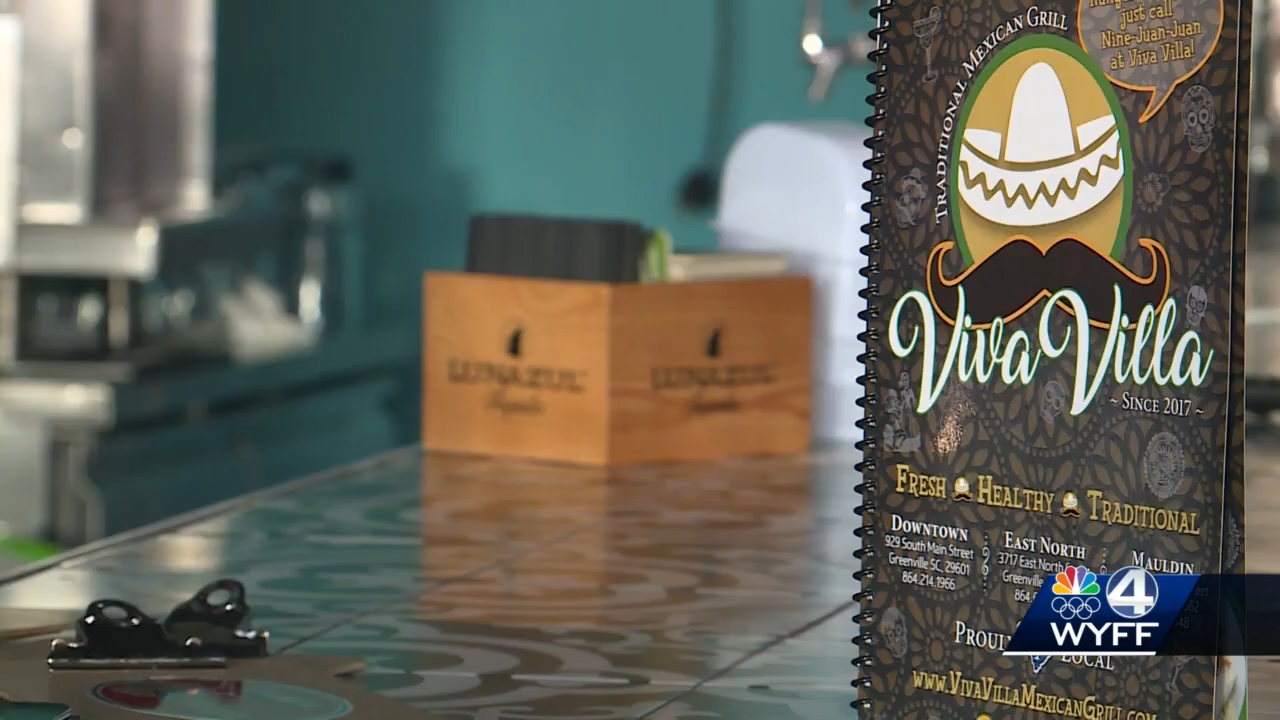 just call
Nine-Juan-Juan
at Viva Villa!
Traditional Mexican Grill
Viva Villa
~ Since 2017 ~
Fresh Healthy Traditional
Downtown
929 South Main Street
Greenville SC, 29601
864.214.1966
East North
3717 East North
Greenville
Mauldin
Local
www.VivaVillaMexicanGrill.com
LUNAZUL
LUNAZUL
4
WYFF